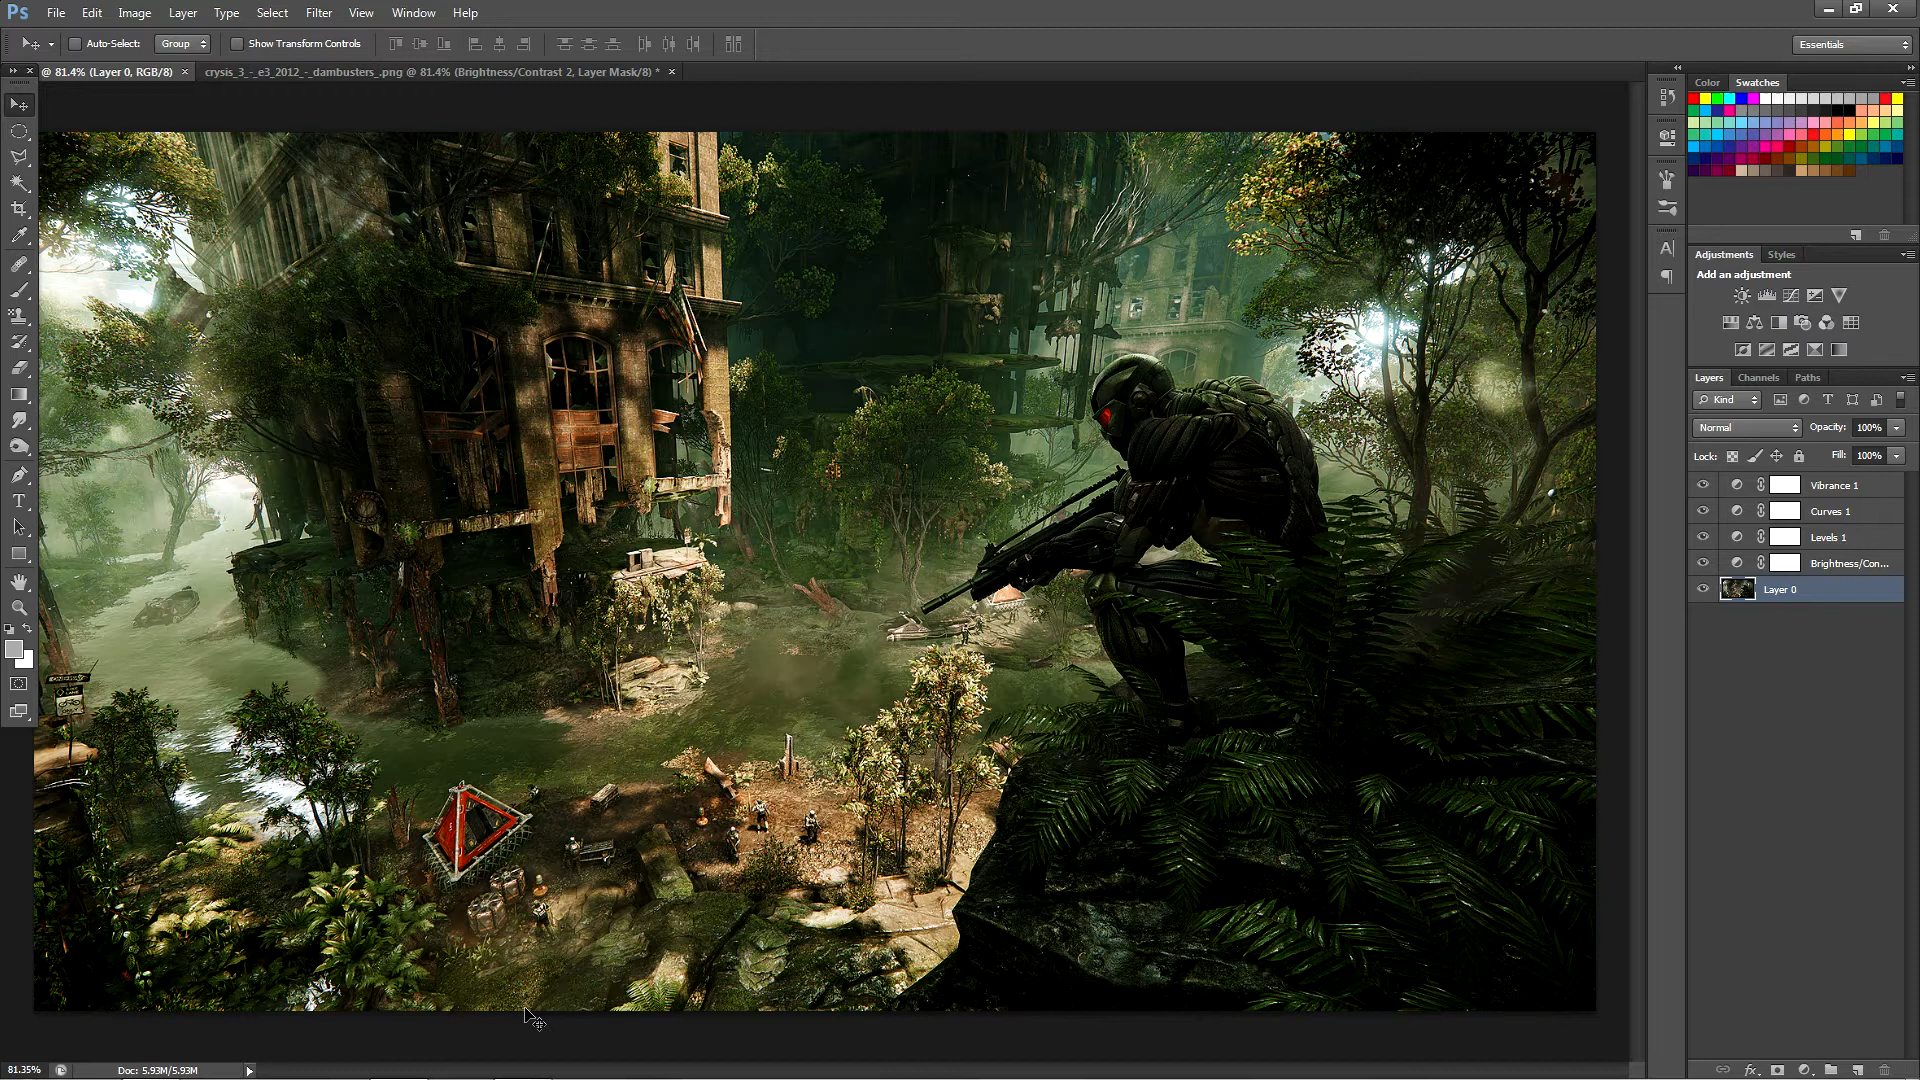 Ps File Edit Image Layer Type Select Filter View Window Help
Auto-Select: Group Show Transform Controls Essentials
@ 81.4% (Layer 0, RGB/8) × crysis_3_-_e3_2012_-_dambusters_.png @ 81.4% (Brightness/Contrast 2, Layer Mask/8) * ×
Color Swatches
Adjustments Styles
Add an adjustment
Layers Channels Paths
Kind
Normal Opacity: 100%
Lock: Fill: 100%
Vibrance 1
Curves 1
Levels 1
Brightness/Con...
Layer 0
81.35% Doc: 5.93M/5.93M